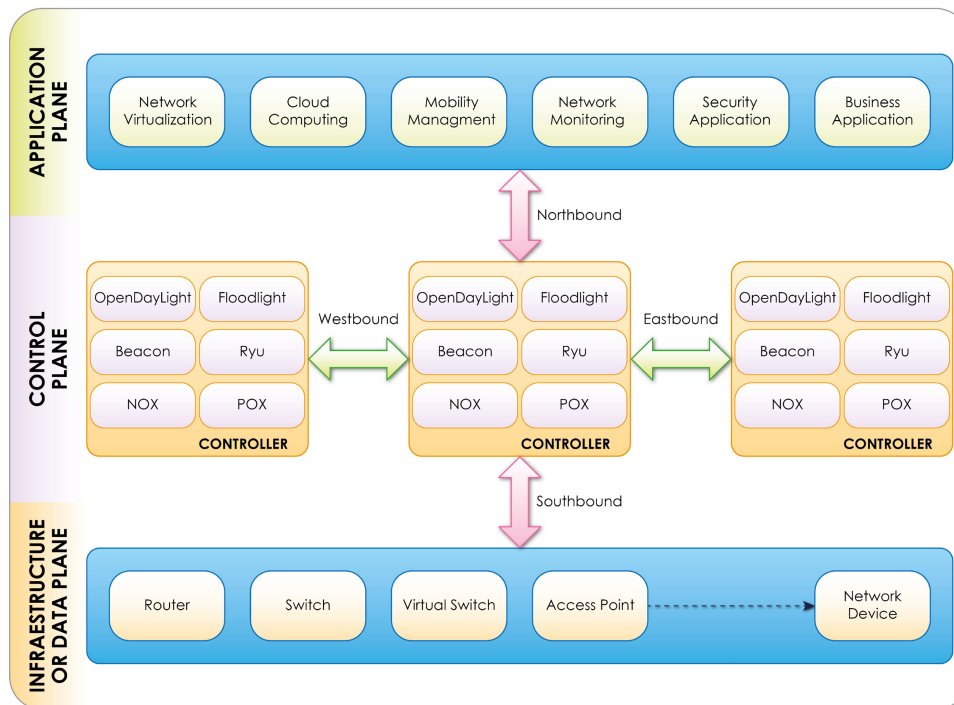 APPLICATION
PLANE
Network
Virtualization
Cloud
Computing
Mobility
Managment
Network
Monitoring
Security
Application
Business
Application
Northbound
CONTROL
PLANE
OpenDayLight
Floodlight
Beacon
Ryu
NOX
POX
CONTROLLER
Westbound
OpenDayLight
Floodlight
Beacon
Ryu
NOX
POX
CONTROLLER
Eastbound
OpenDayLight
Floodlight
Beacon
Ryu
NOX
POX
CONTROLLER
Southbound
INFRAESTRUCTURE
OR DATA PLANE
Router
Switch
Virtual Switch
Access Point
Network
Device